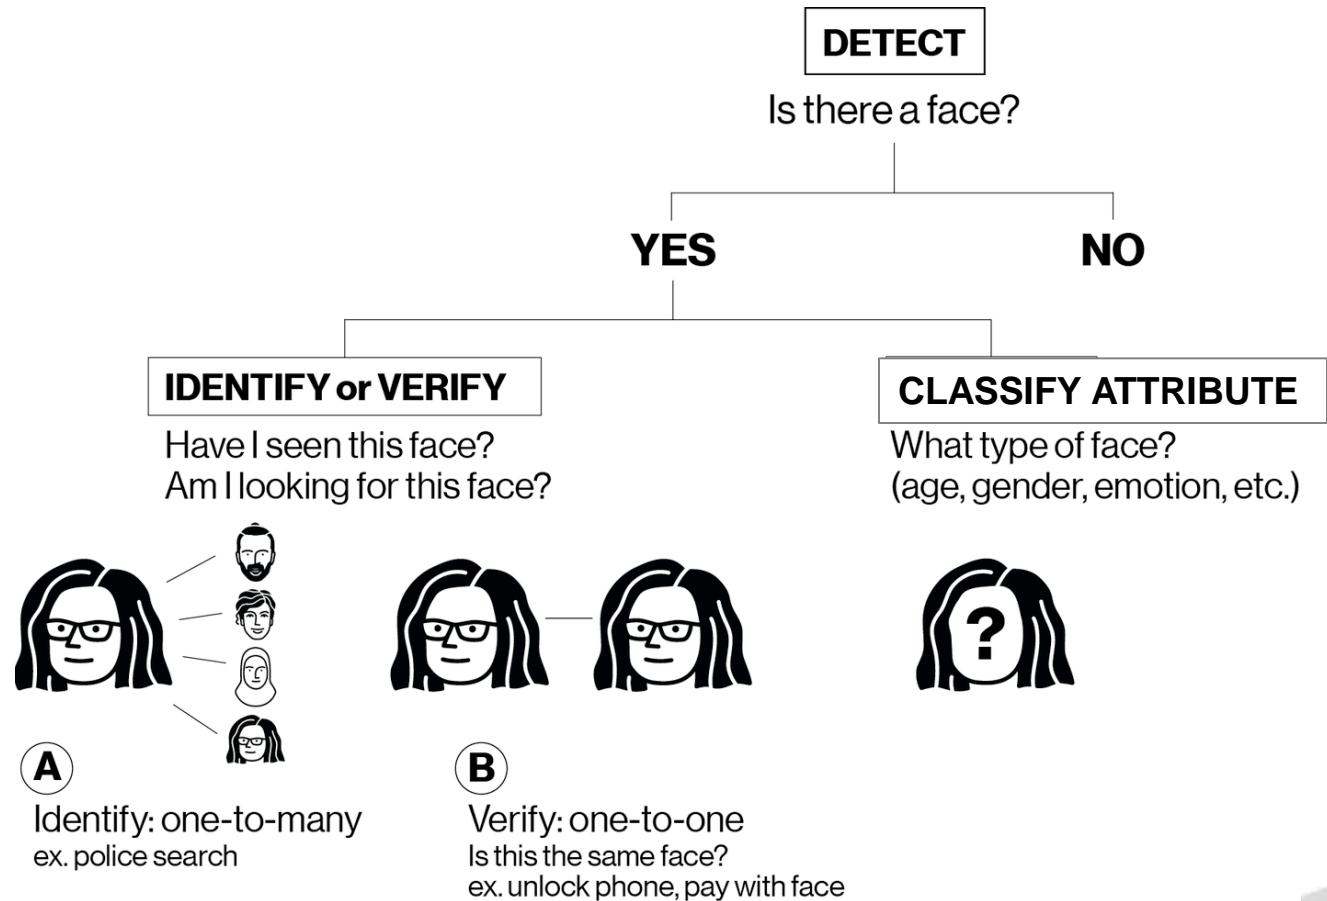 DETECT
Is there a face?
YES
NO
IDENTIFY or VERIFY
Have I seen this face?
Am I looking for this face?
CLASSIFY ATTRIBUTE
What type of face?
(age, gender, emotion, etc.)
?
A
Identify: one-to-many
ex. police search
B
Verify: one-to-one
Is this the same face?
ex. unlock phone, pay with face